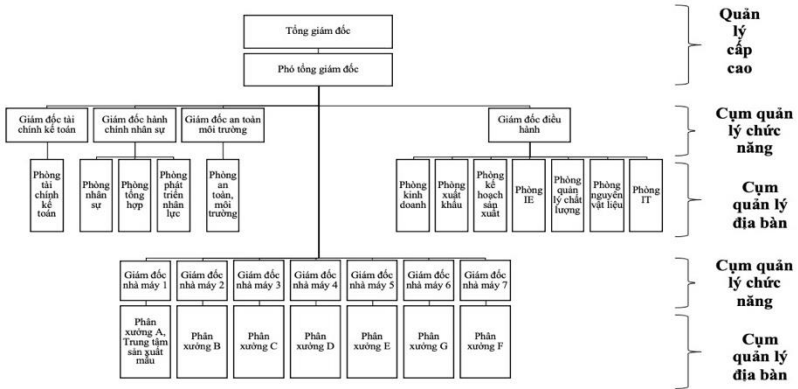 Tổng giám đốc
Phó tổng giám đốc
Quản
lý
cấp
cao
Giám đốc tài
chính kế toán
Giám đốc hành
chính nhân sự
Giám đốc an toàn
môi trường
Giám đốc điều
hành
Cụm quản
lý chức
năng
Phòng
tài
chính
kế toán
Phòng
nhân
sự
Phòng
tổng
hợp
Phòng
phát
triển
nhân
lực
Phòng
an
toàn,
môi
trường
Phòng
kinh
doanh
Phòng
xuất
khẩu
Phòng
kế
hoạch
sản
xuất
Phòng
IE
Phòng
quản
lý chất
lượng
Phòng
nguyên
vật liệu
Phòng
IT
Cụm
quản lý
địa bàn
Giám đốc
nhà máy 1
Giám đốc
nhà máy 2
Giám đốc
nhà máy 3
Giám đốc
nhà máy 4
Giám đốc
nhà máy 5
Giám đốc
nhà máy 6
Giám đốc
nhà máy 7
Cụm quản
lý chức
năng
Phân
xưởng A,
Trung tâm
sản xuất
mẫu
Phân
xưởng B
Phân
xưởng C
Phân
xưởng D
Phân
xưởng E
Phân
xưởng G
Phân
xưởng F
Cụm
quản lý
địa bàn